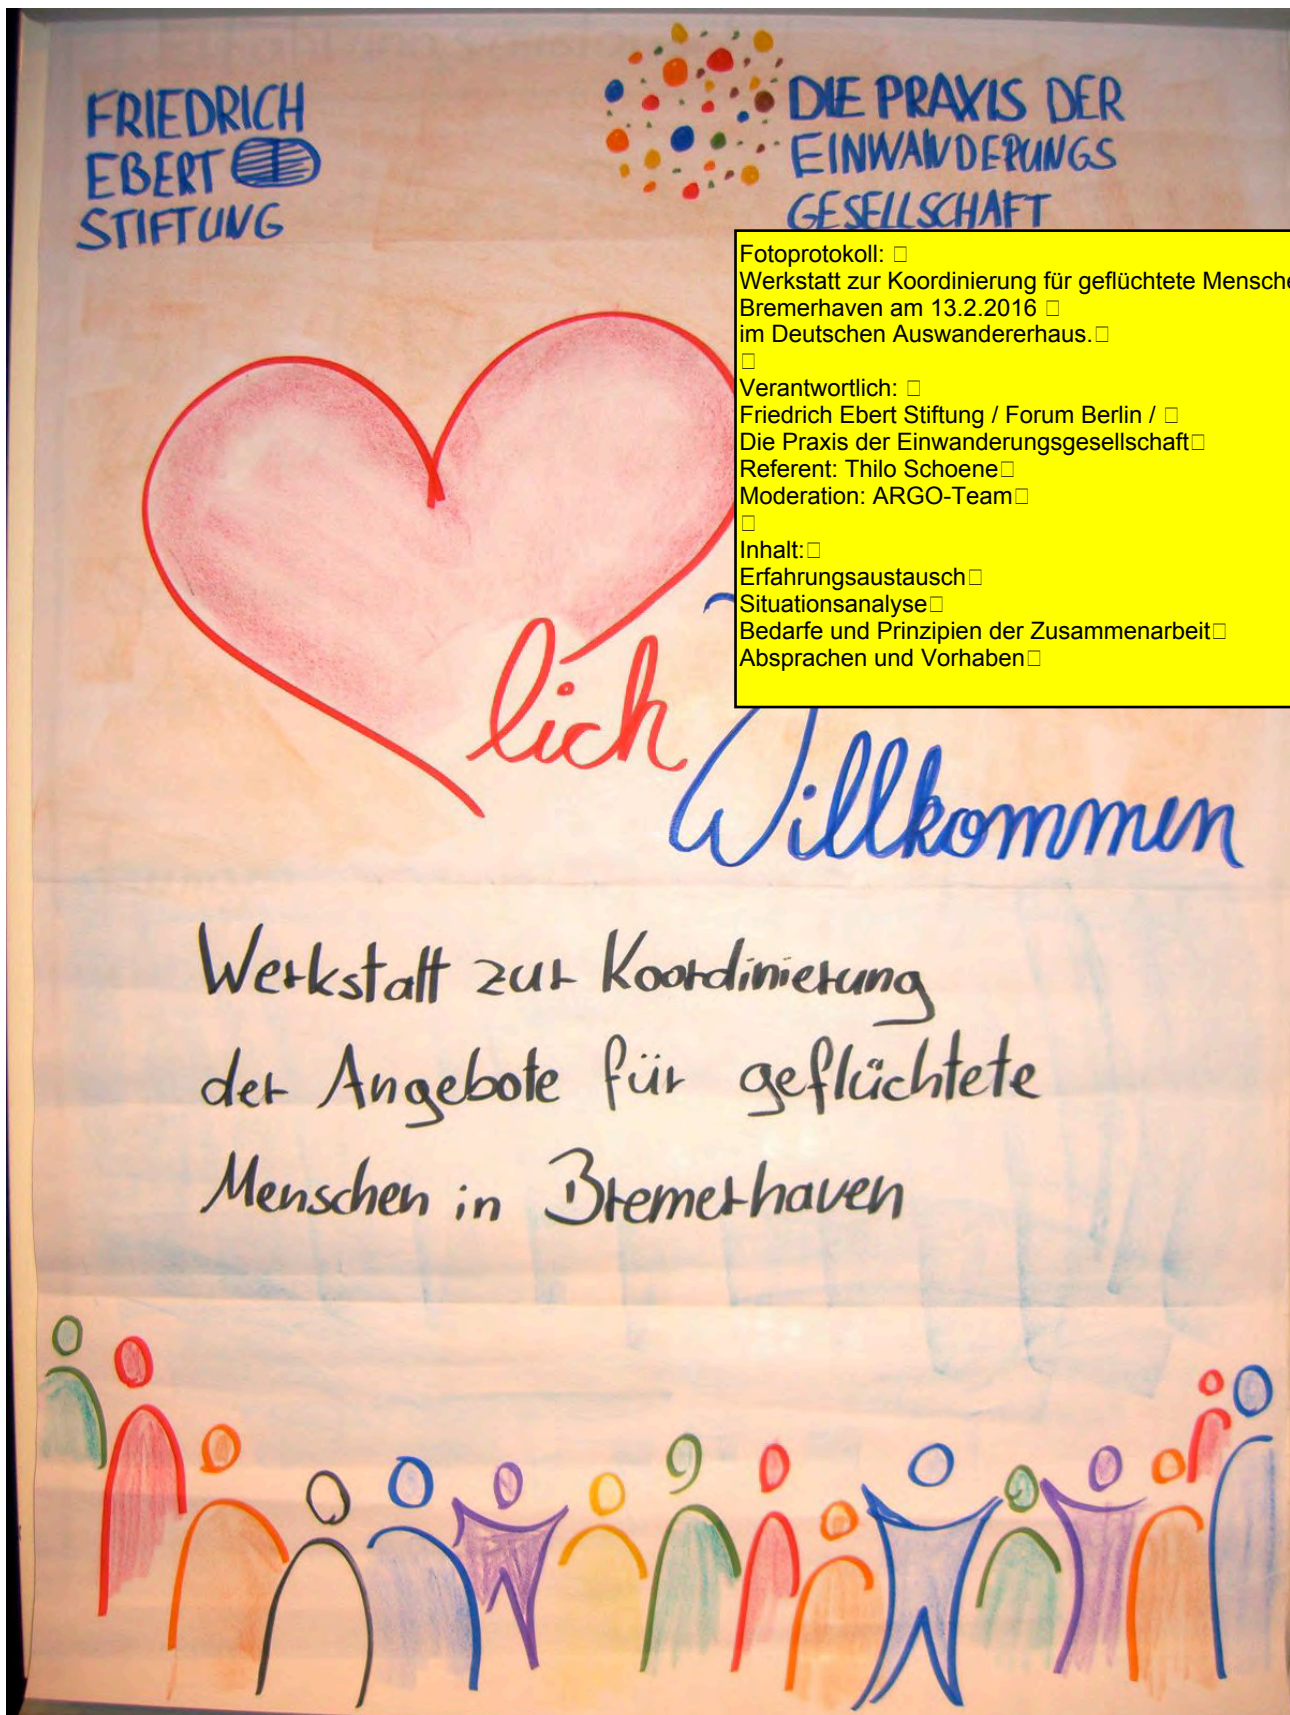 FRIEDRICH
EBERT
STIFTUNG
DIE PRAXIS DER
EINWANDERUNGS
GESELLSCHAFT
Fotoprotokoll:
Werkstatt zur Koordinierung für geflüchtete
Bremerhaven am 13.2.2016
im Deutschen Auswandererhaus.
Verantwortlich:
Friedrich Ebert Stiftung / Forum Berlin /
Die Praxis der Einwanderungsgesellschaft
Referent: Thilo Schoene
Moderation: ARGO-Team
Inhalt:
Erfahrungsaustausch
Situationsanalyse
Bedarfe und Prinzipien der Zusammenarbeit
Absprachen und Vorhaben
lich
Willkommen
Werkstatt zur Koordinierung
der Angebote für geflüchtete
Menschen in Bremerhaven